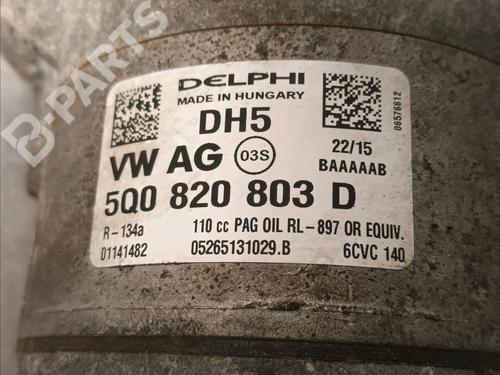 B-PARTS
DELPHI
MADE IN HUNGARY
DH5
06576612
VW AG 03S
22/15
BAAAAAB
5Q0 820 803 D
R-134a 110 cc PAG OIL RL-897 OR EQUIV.
01141482 05265131029.B 6CVC 140